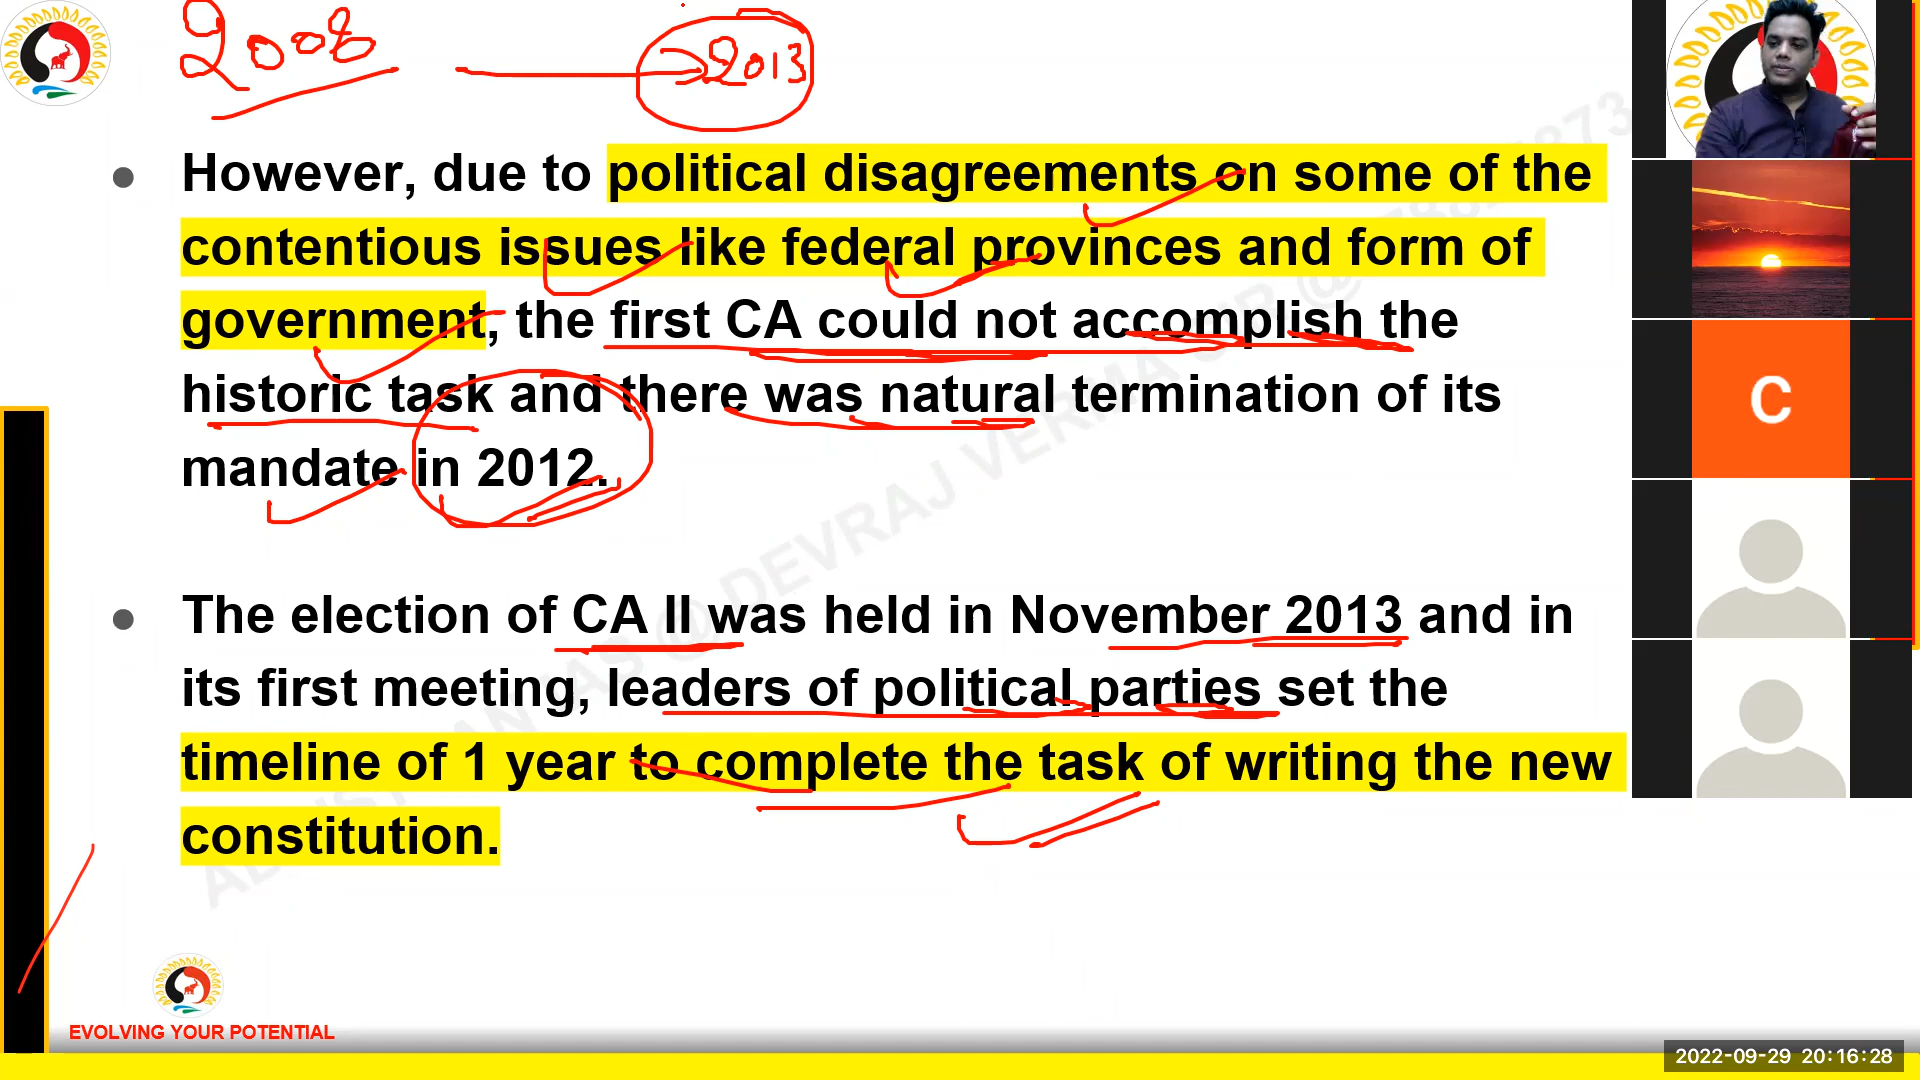 2008 2013
However, due to political disagreements on some of the
contentious issues like federal provinces and form of
government, the first CA could not accomplish the
historic task and there was natural termination of its
mandate in 2012.
The election of CA II was held in November 2013 and in
its first meeting, leaders of political parties set the
timeline of 1 year to complete the task of writing the new
constitution.
C
@ DEVRAJ VERMA
EVOLVING YOUR POTENTIAL
2022-09-29 20:16:28